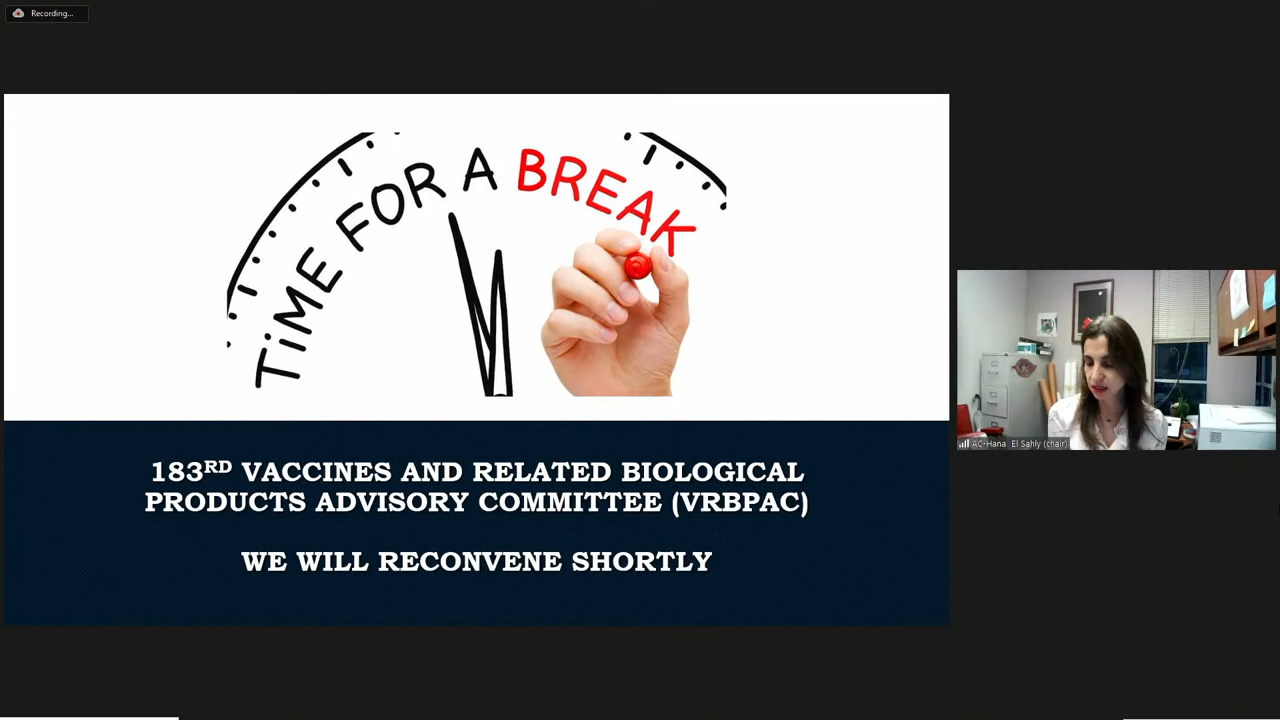 Recording...
TiME FOR A BREAK
183RD VACCINES AND RELATED BIOLOGICAL
PRODUCTS ADVISORY COMMITTEE (VRBPAC)
WE WILL RECONVENE SHORTLY
AC-Hana El Sahly (chair)